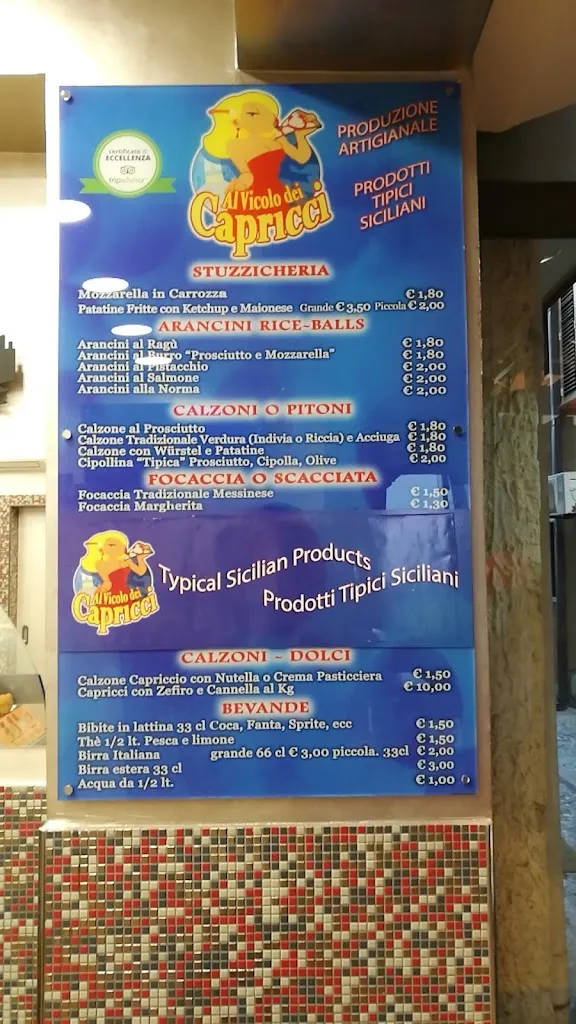 certificato di
ECCELLENZA
tripadvisor
Al Vicolo dei
Capricci
PRODUZIONE
ARTIGIANALE
PRODOTTI
TIPICI
SICILIANI
STUZZICHERIA
Mozzarella in Carrozza € 1,80
Patatine Fritte con Ketchup e Maionese Grande € 3,50 Piccola € 2,00
ARANCINI RICE-BALLS
Arancini al Ragù € 1,80
Arancini al Burro "Prosciutto e Mozzarella" € 1,80
Arancini al Pistacchio € 2,00
Arancini al Salmone € 2,00
Arancini alla Norma € 2,00
CALZONI O PITONI
Calzone al Prosciutto € 1,80
Calzone Tradizionale Verdura (Indivia o Riccia) e Acciuga € 1,80
Calzone con Würstel e Patatine € 1,80
Cipollina "Tipica" Prosciutto, Cipolla, Olive € 2,00
FOCACCIA O SCACCIATA
Focaccia Tradizionale Messinese € 1,50
Focaccia Margherita € 1,30
Al Vicolo dei
Capricci
Typical Sicilian Products
Prodotti Tipici Siciliani
CALZONI - DOLCI
Calzone Capriccio con Nutella o Crema Pasticciera € 1,50
Capricci con Zefiro e Cannella al Kg € 10,00
BEVANDE
Bibite in lattina 33 cl Coca, Fanta, Sprite, ecc € 1,50
Thè 1/2 lt. Pesca e limone € 1,50
Birra Italiana grande 66 cl € 3,00 piccola. 33cl € 2,00
Birra estera 33 cl € 3,00
Acqua da 1/2 lt. € 1,00